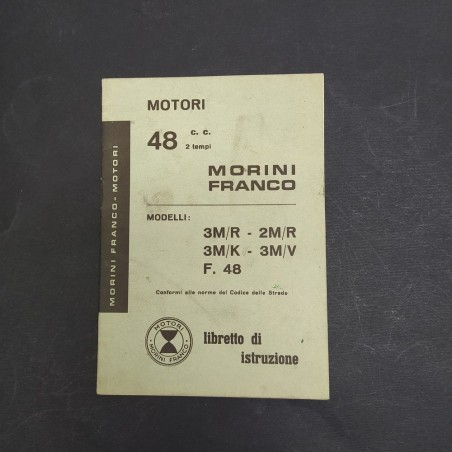 MOTORI
48 c. c.
2 tempi
MORINI
FRANCO
MODELLI:
3M/R - 2M/R
3M/K - 3M/V
F. 48
Conformi alle norme del Codice della Strada
libretto di
istruzione
MORINI FRANCO - MOTORI
MOTORI
MORINI FRANCO